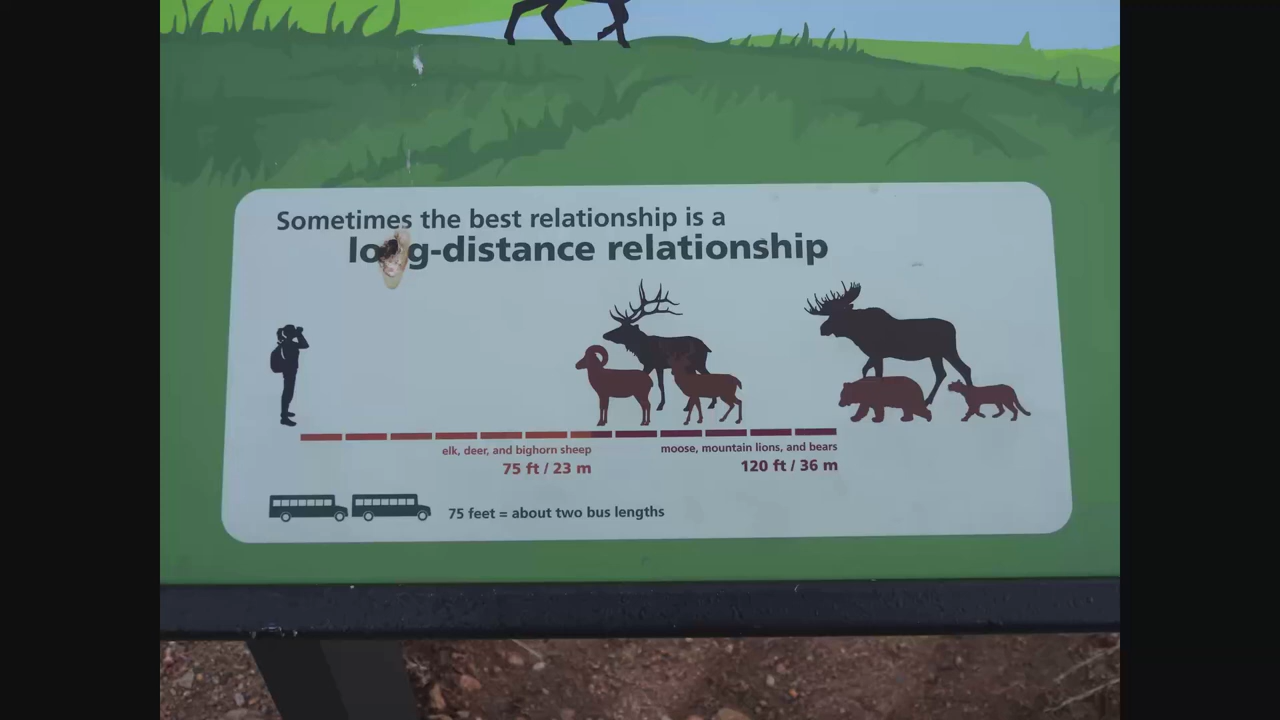 Sometimes the best relationship is a
long-distance relationship
elk, deer, and bighorn sheep
75 ft / 23 m
moose, mountain lions, and bears
120 ft / 36 m
75 feet = about two bus lengths